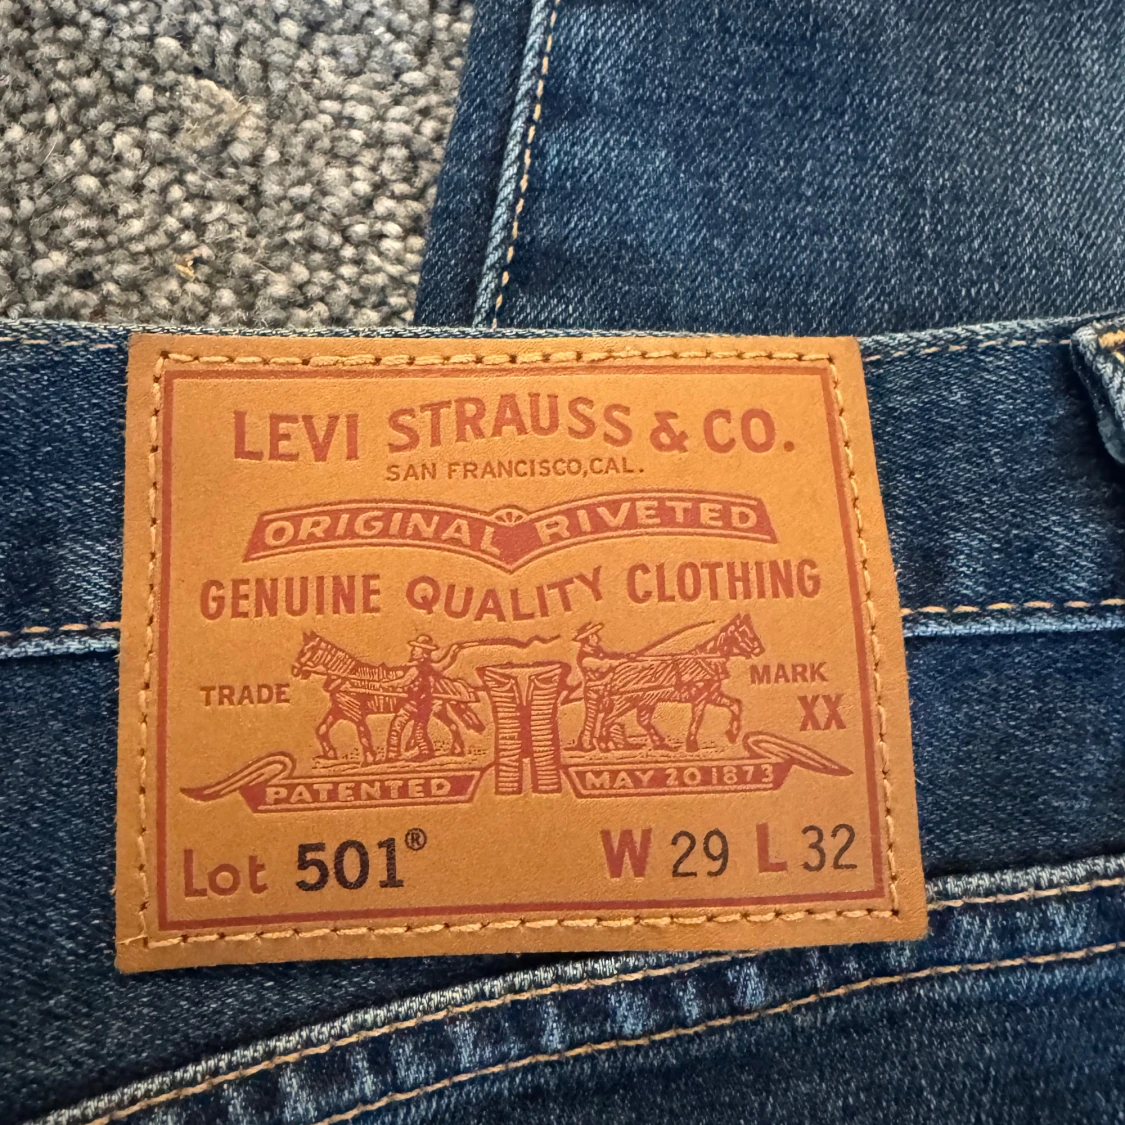 LEVI STRAUSS & CO.
SAN FRANCISCO,CAL.
ORIGINAL RIVETED
GENUINE QUALITY CLOTHING
TRADE MARK
XX
PATENTED MAY 20 1873
Lot 501® W 29 L 32